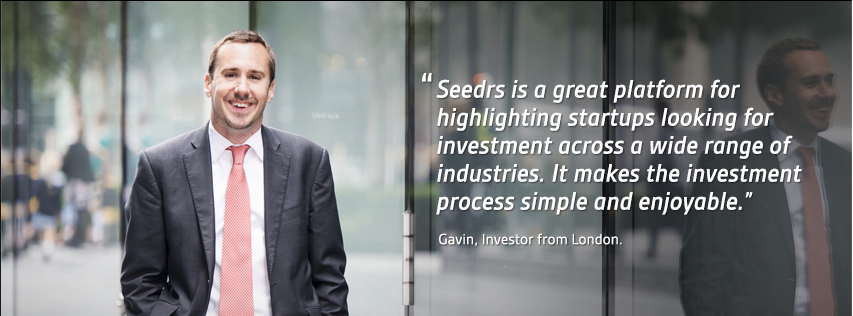 “ Seedrs is a great platform for
highlighting startups looking for
investment across a wide range of
industries. It makes the investment
process simple and enjoyable.”
Gavin, Investor from London.